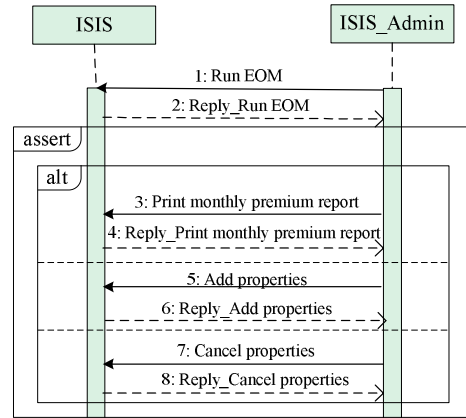 ISIS
ISIS_Admin
1: Run EOM
2: Reply_Run EOM
assert
alt
3: Print monthly premium report
4: Reply_Print monthly premium report
5: Add properties
6: Reply_Add properties
7: Cancel properties
8: Reply_Cancel properties